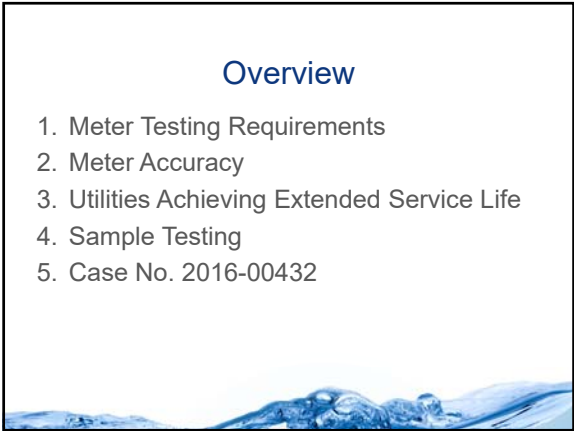 Overview
1. Meter Testing Requirements
2. Meter Accuracy
3. Utilities Achieving Extended Service Life
4. Sample Testing
5. Case No. 2016-00432